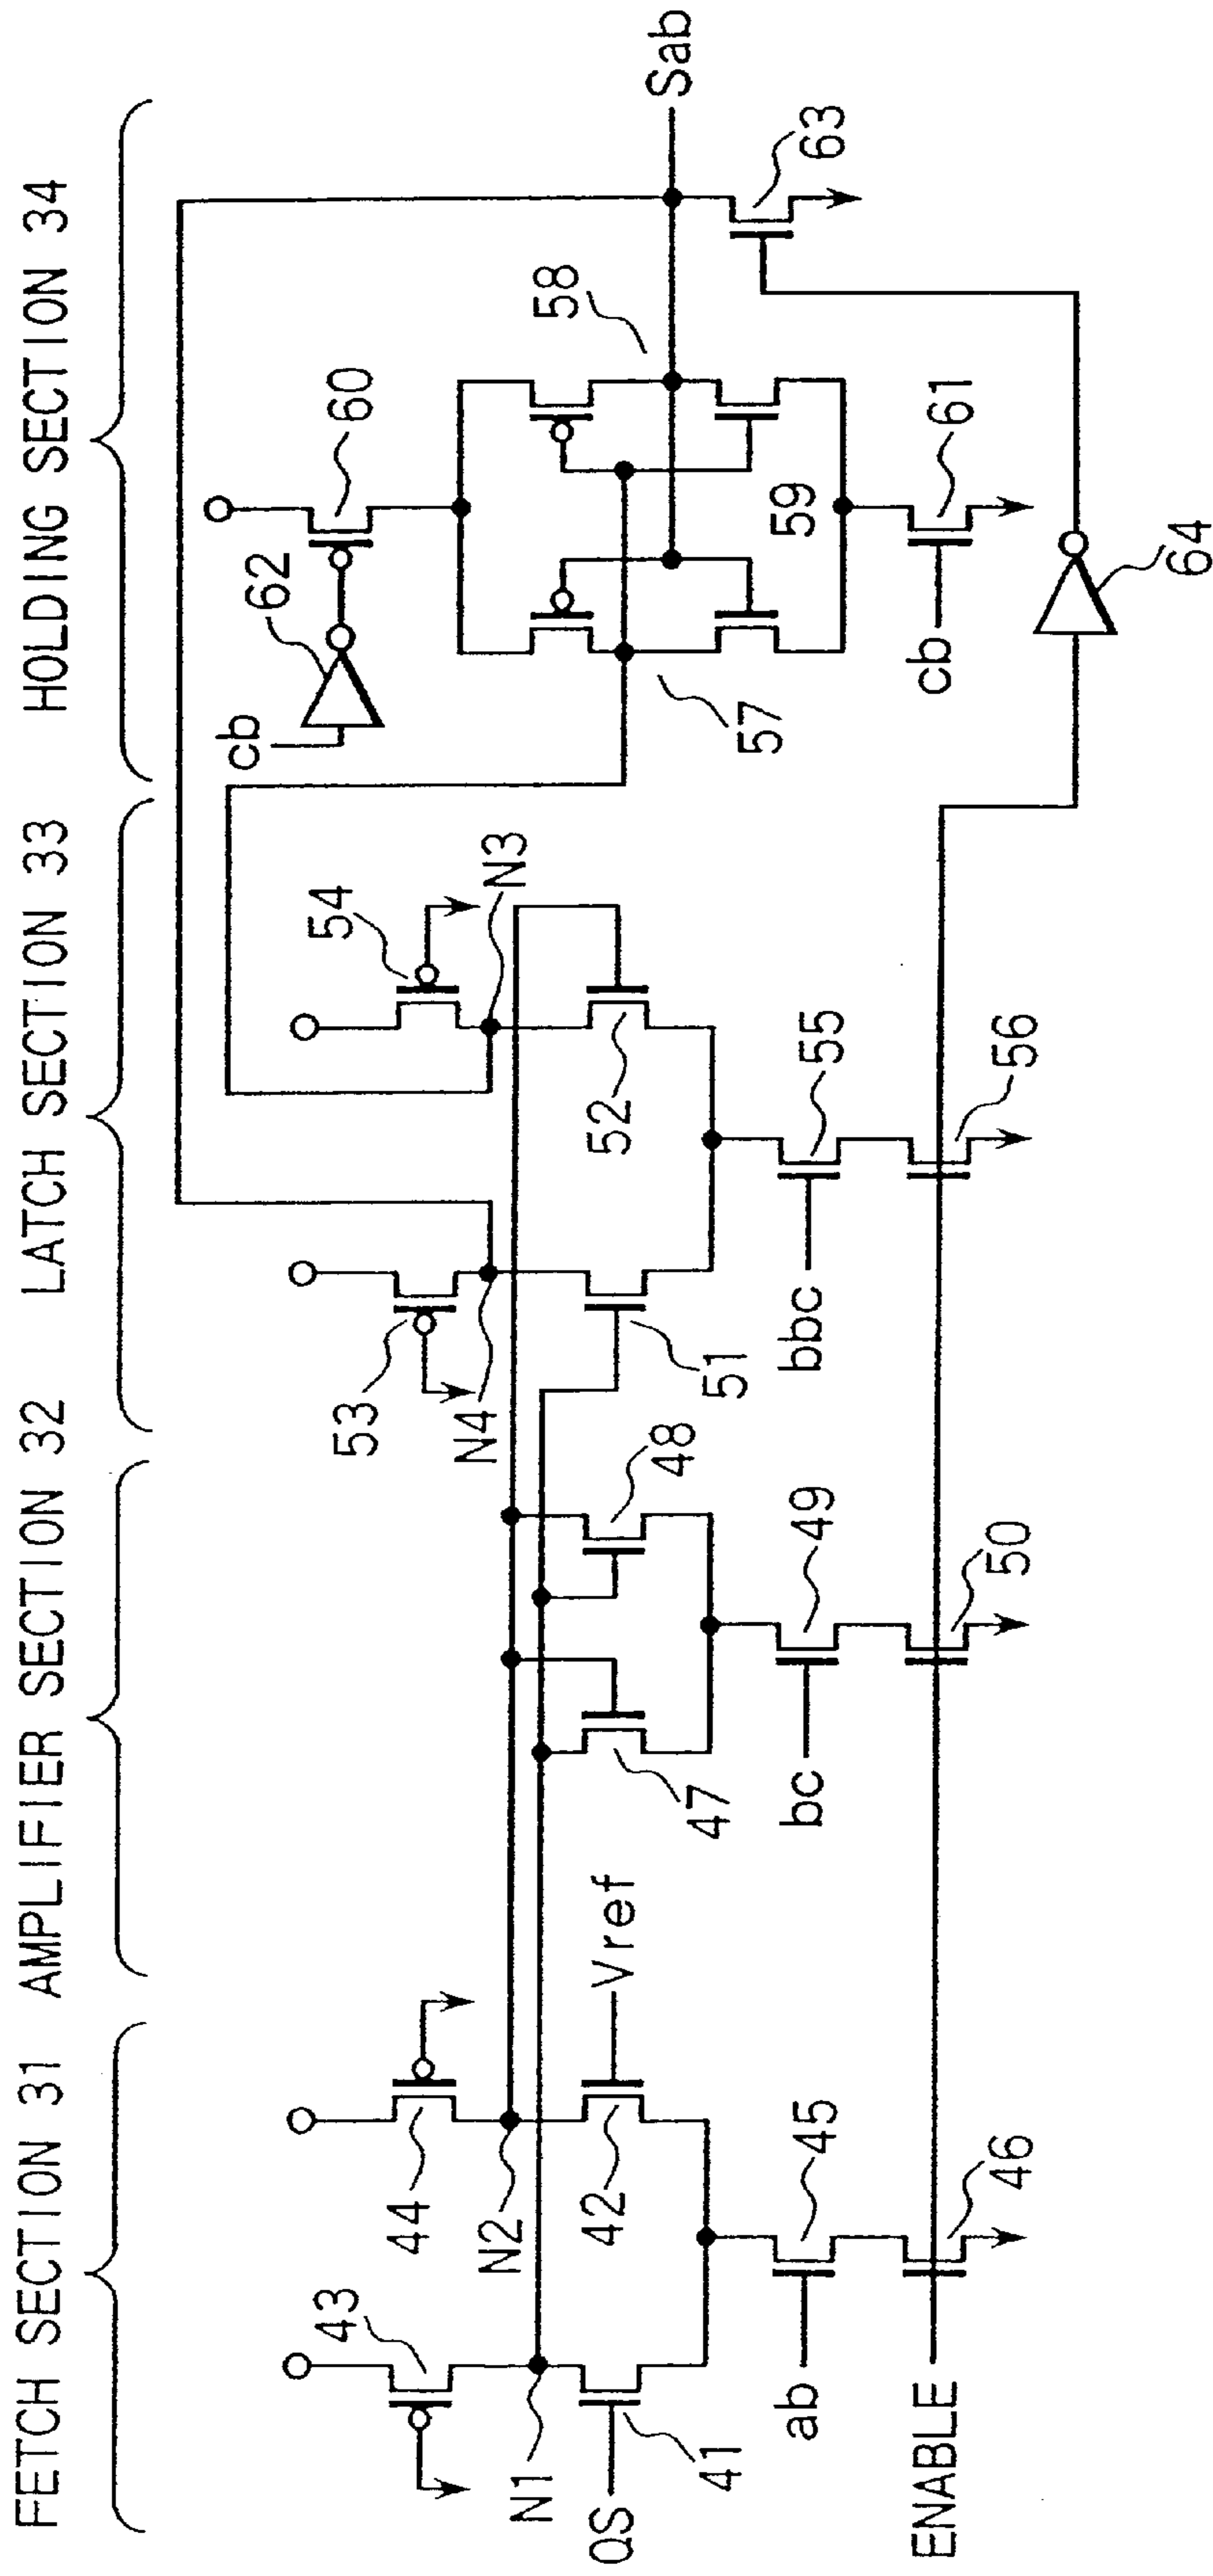 FETCH SECTION 31
AMPLIFIER SECTION 32
LATCH SECTION 33
HOLDING SECTION 34
43
44
N1
N2
QS
41
42
Vref
ab
45
46
ENABLE
47
48
bc
49
50
53
54
N4
N3
51
52
bbc
55
56
cb
62
60
57
58
59
cb
61
Sab
63
64